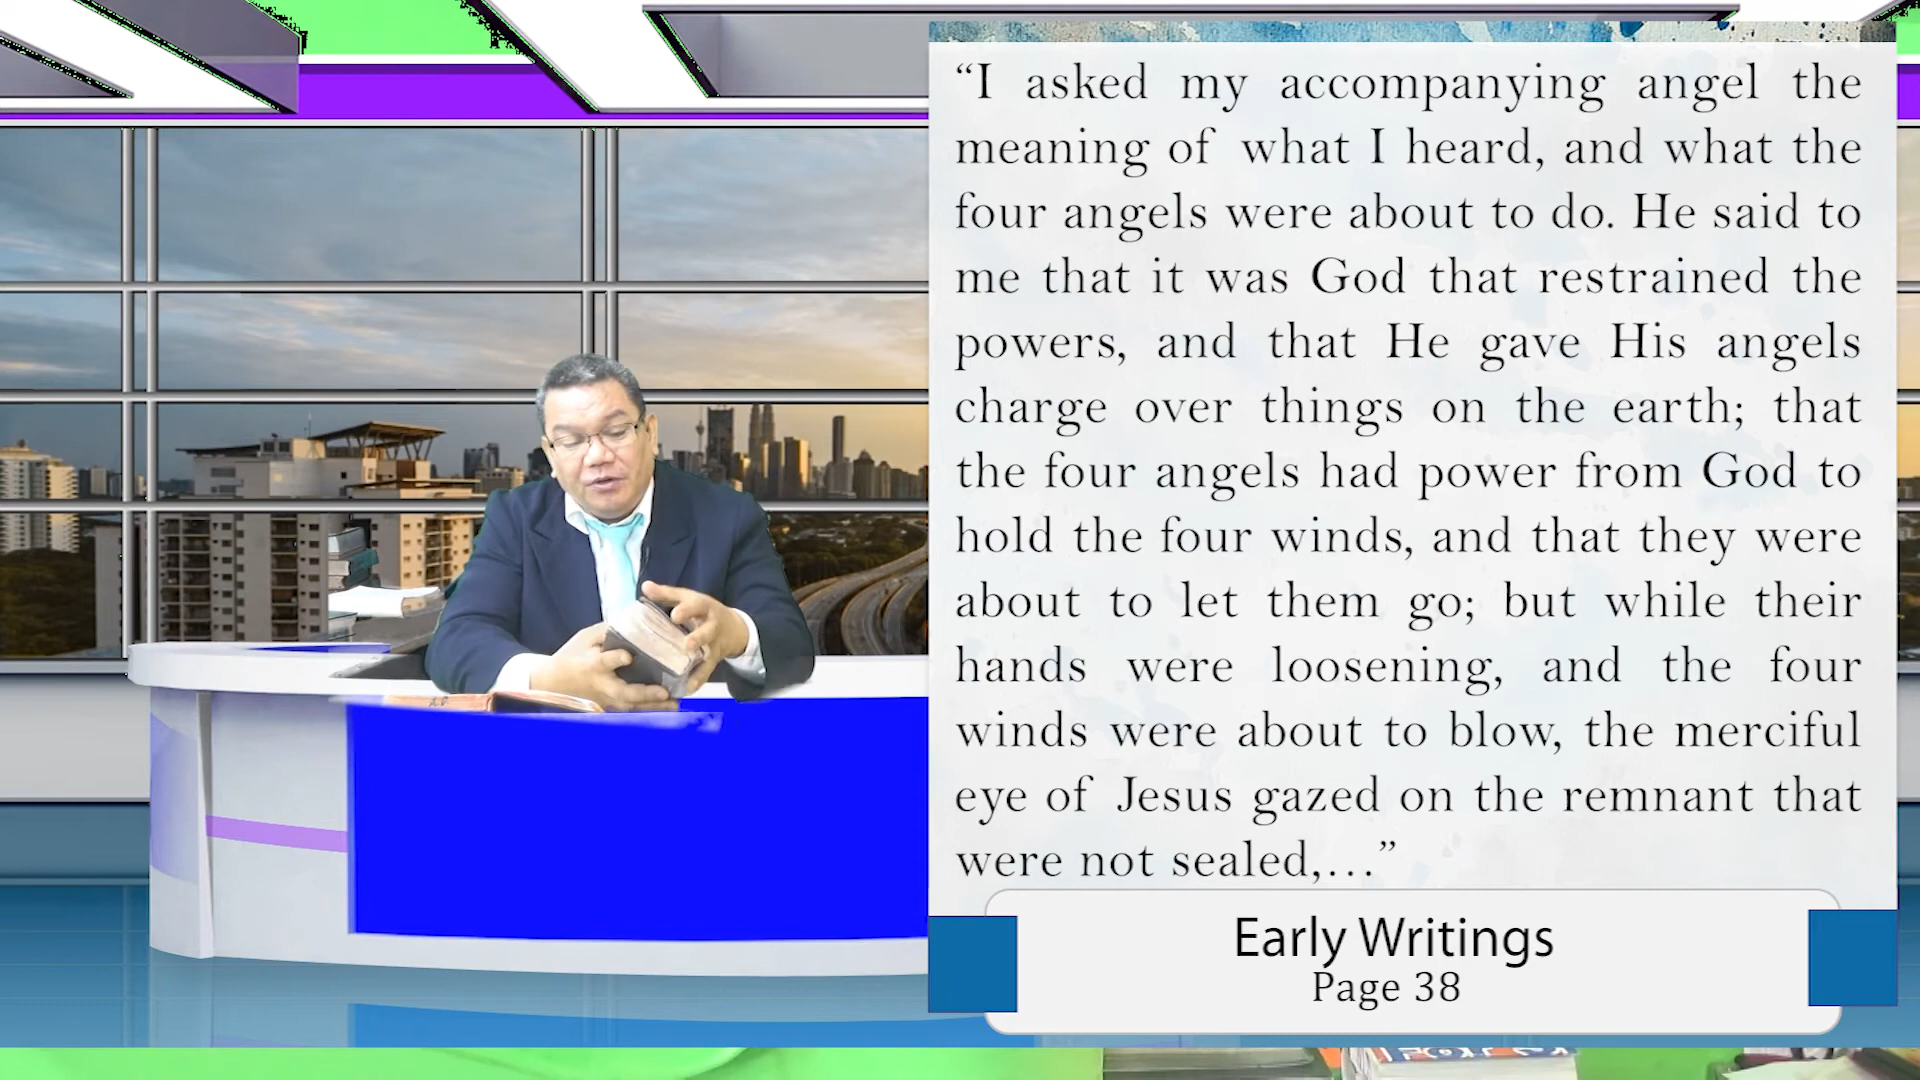 “I asked my accompanying angel the
meaning of what I heard, and what the
four angels were about to do. He said to
me that it was God that restrained the
powers, and that He gave His angels
charge over things on the earth; that
the four angels had power from God to
hold the four winds, and that they were
about to let them go; but while their
hands were loosening, and the four
winds were about to blow, the merciful
eye of Jesus gazed on the remnant that
were not sealed,...”
Early Writings
Page 38